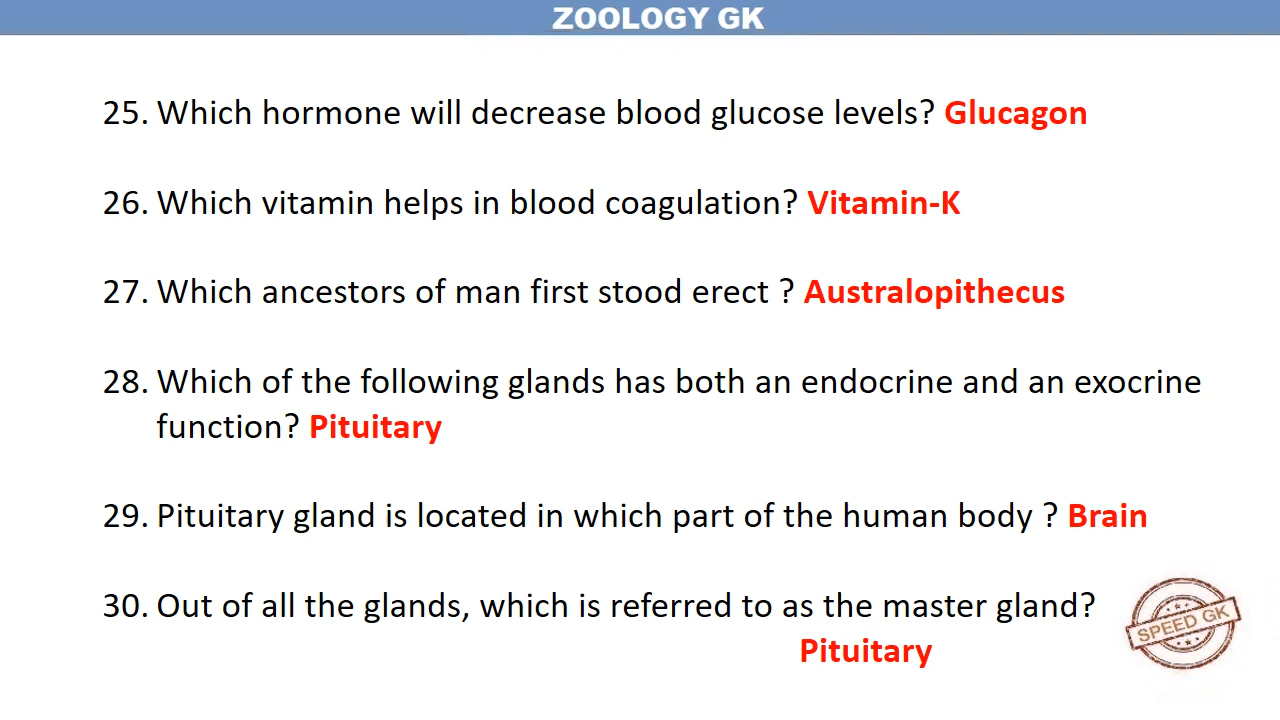 ZOOLOGY GK
25. Which hormone will decrease blood glucose levels? Glucagon
26. Which vitamin helps in blood coagulation? Vitamin-K
27. Which ancestors of man first stood erect ? Australopithecus
28. Which of the following glands has both an endocrine and an exocrine
function? Pituitary
29. Pituitary gland is located in which part of the human body ? Brain
30. Out of all the glands, which is referred to as the master gland?
Pituitary
SPEED GK